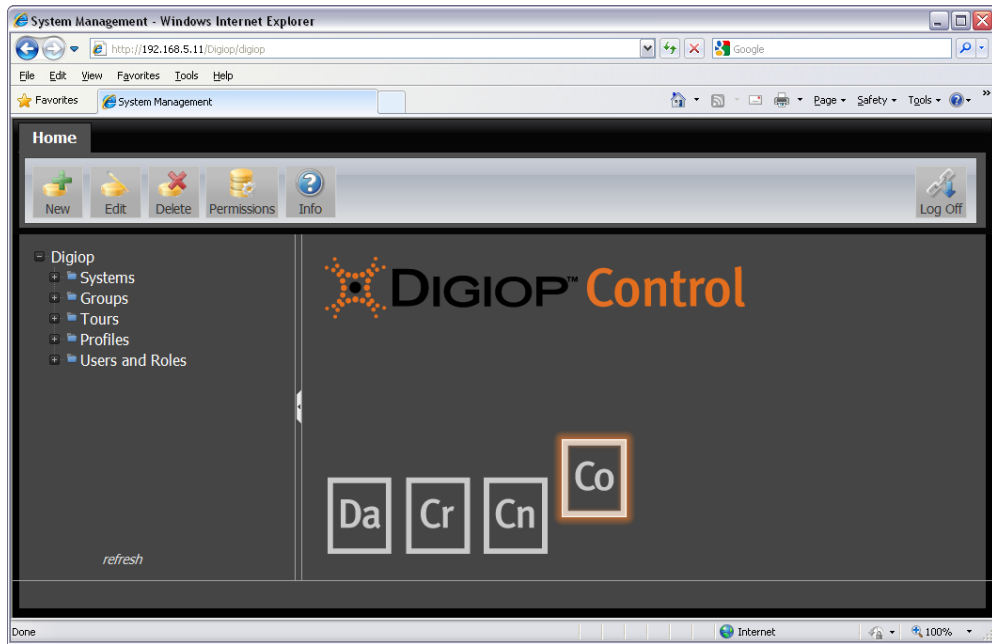 System Management - Windows Internet Explorer
http://192.168.5.11/Digiop/digiop
Google
File Edit View Favorites Tools Help
Favorites System Management Page Safety Tools »
Home
New Edit Delete Permissions Info Log Off
Digiop
Systems
Groups
Tours
Profiles
Users and Roles
refresh
DIGIOP™ Control
Da Cr Cn Co
Done Internet 100%